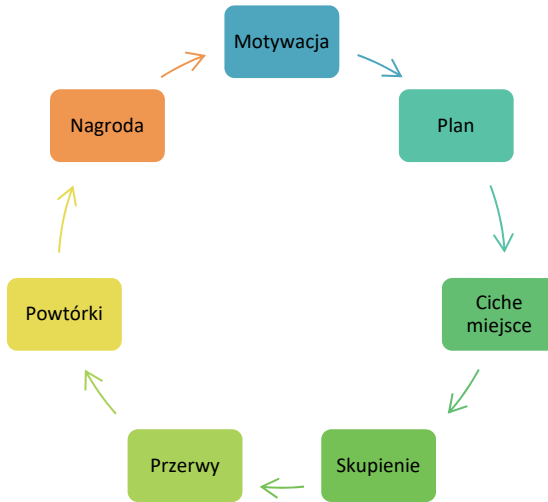 Motywacja
Plan
Ciche
miejsce
Skupienie
Przerwy
Powtórki
Nagroda